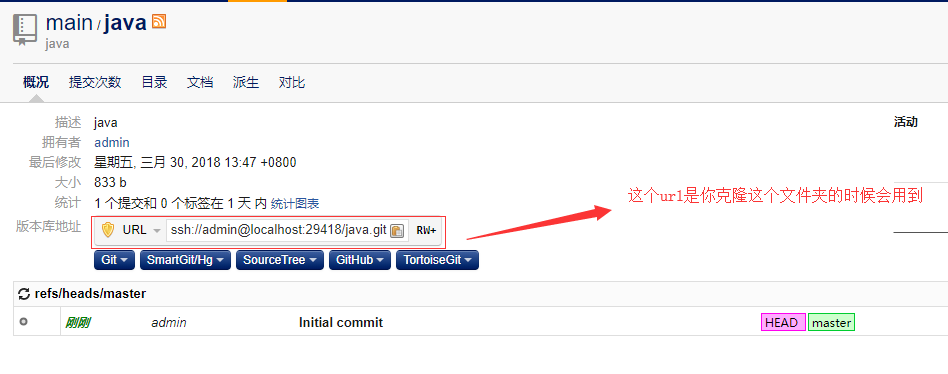 main / java
java
概况 提交次数 目录 文档 派生 对比
描述 java
活动
拥有者 admin
最后修改 星期五, 三月 30, 2018 13:47 +0800
大小 833 b
统计 1 个提交和 0 个标签在 1 天 内 统计图表
这个url是你克隆这个文件夹的时候会用到
版本库地址 URL ssh://admin@localhost:29418/java.git RW+
Git SmartGit/Hg SourceTree GitHub TortoiseGit
refs/heads/master
刚刚 admin Initial commit HEAD master